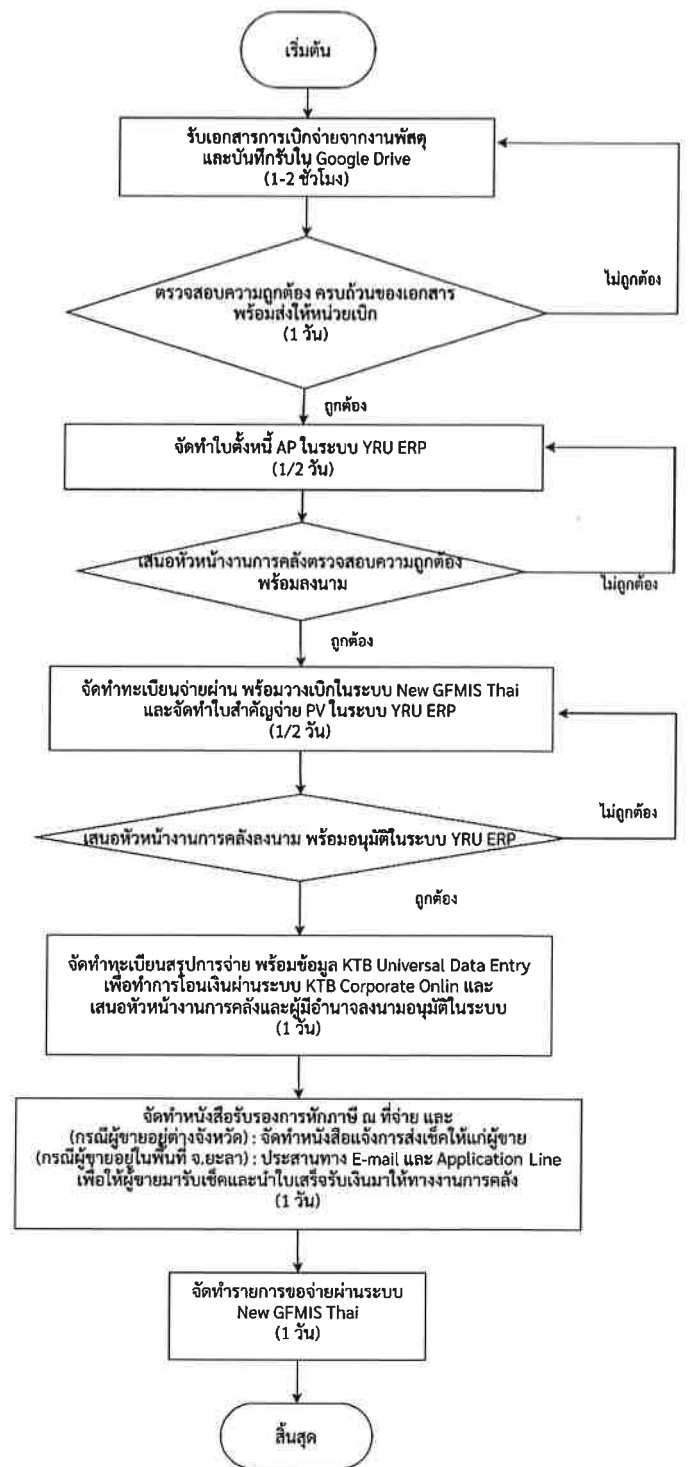 เริ่มต้น
รับเอกสารการเบิกจ่ายจากงานพัสดุ
และบันทึกรับใน Google Drive
(1-2 ชั่วโมง)
ไม่ถูกต้อง
ตรวจสอบความถูกต้อง ครบถ้วนของเอกสาร
พร้อมส่งให้หน่วยเบิก
(1 วัน)
ถูกต้อง
จัดทำใบตั้งหนี้ AP ในระบบ YRU ERP
(1/2 วัน)
เสนอหัวหน้างานการคลังตรวจสอบความถูกต้อง
พร้อมลงนาม
ไม่ถูกต้อง
ถูกต้อง
จัดทำทะเบียนจ่ายผ่าน พร้อมวางเบิกในระบบ New GFMIS Thai
และจัดทำใบสำคัญจ่าย PV ในระบบ YRU ERP
(1/2 วัน)
ไม่ถูกต้อง
เสนอหัวหน้างานการคลังลงนาม พร้อมอนุมัติในระบบ YRU ERP
ถูกต้อง
จัดทำทะเบียนสรุปการจ่าย พร้อมข้อมูล KTB Universal Data Entry
เพื่อทำการโอนเงินผ่านระบบ KTB Corporate Onlin และ
เสนอหัวหน้างานการคลังและผู้มีอำนาจลงนามอนุมัติในระบบ
(1 วัน)
จัดทำหนังสือรับรองการหักภาษี ณ ที่จ่าย และ
(กรณีผู้ขายอยู่ต่างจังหวัด) : จัดทำหนังสือแจ้งการส่งเช็คให้แก่ผู้ขาย
(กรณีผู้ขายอยู่ในพื้นที่ จ.ยะลา) : ประสานทาง E-mail และ Application Line
เพื่อให้ผู้ขายมารับเช็คและนำใบเสร็จรับเงินมาให้ทางงานการคลัง
(1 วัน)
จัดทำรายการขอจ่ายผ่านระบบ
New GFMIS Thai
(1 วัน)
สิ้นสุด